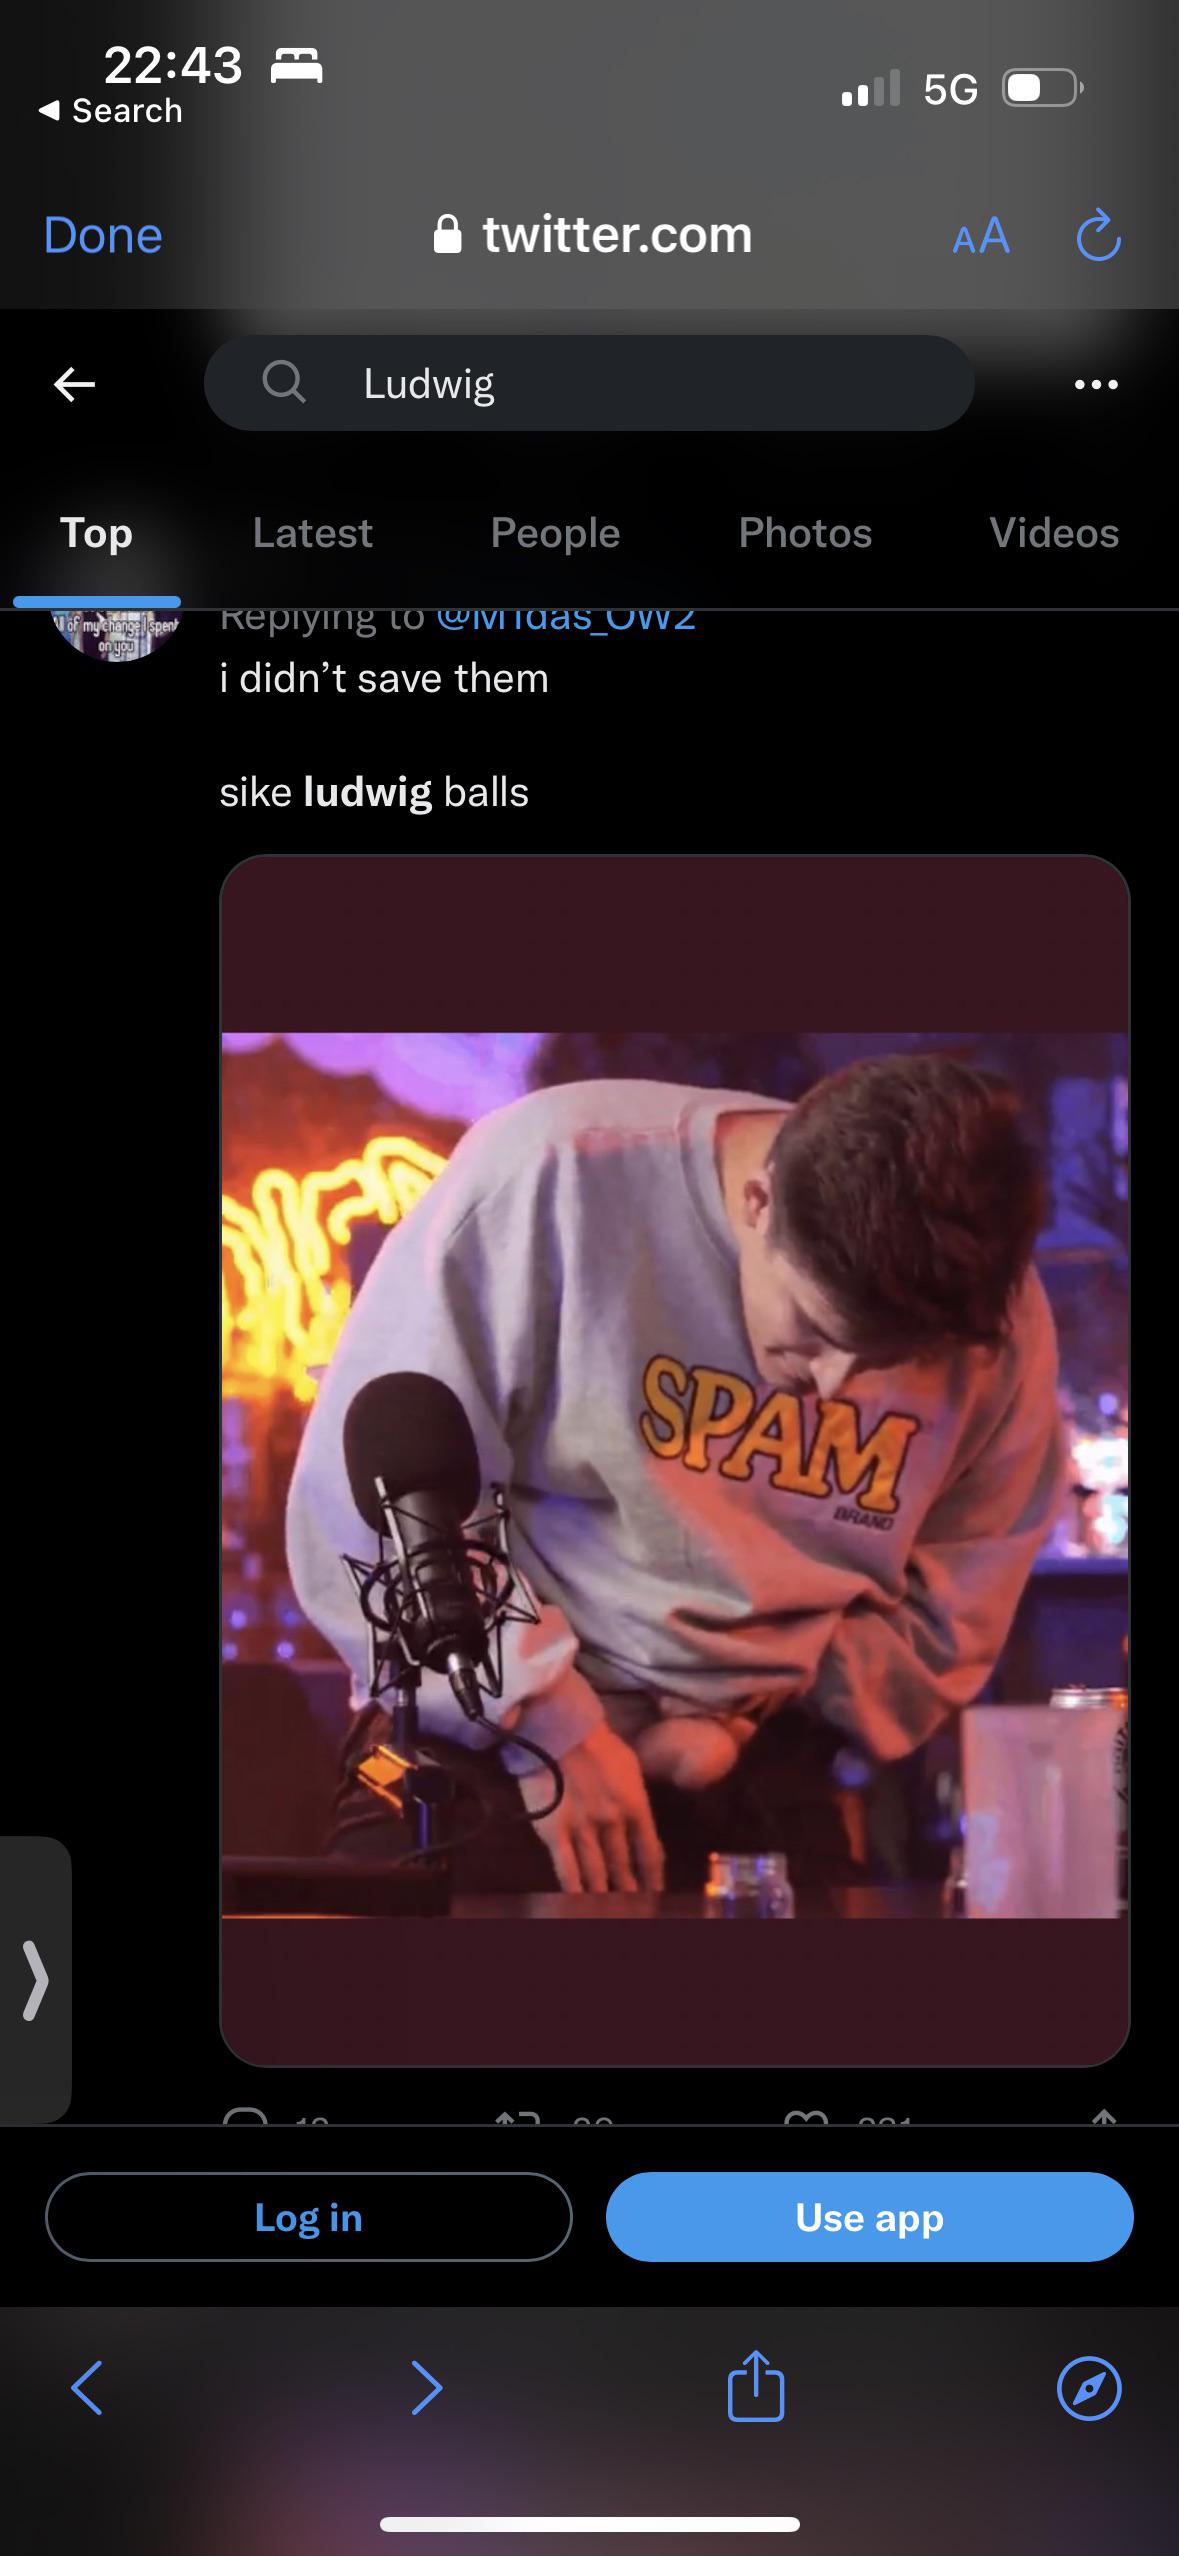 22:43
Search
5G
Done
twitter.com
AA
Ludwig
Top
Latest
People
Photos
Videos
All of my change I spent
on you
Replying to @M1das_OW2
i didn't save them
sike ludwig balls
SPAM
BRAND
Log in
Use app